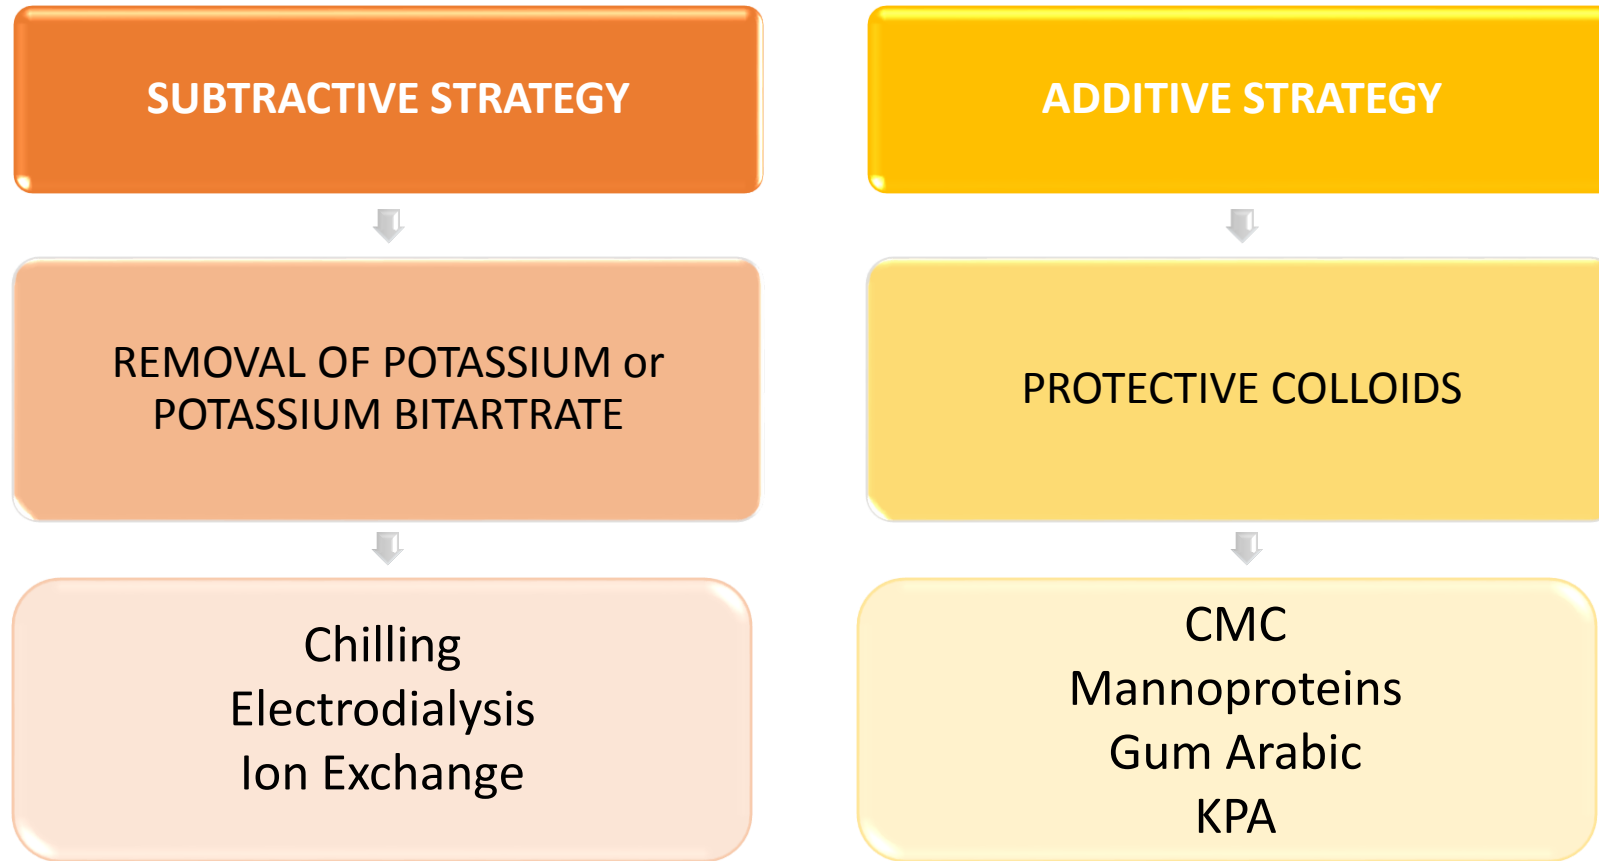 SUBTRACTIVE STRATEGY
REMOVAL OF POTASSIUM or
POTASSIUM BITARTRATE
Chilling
Electrodialysis
Ion Exchange
ADDITIVE STRATEGY
PROTECTIVE COLLOIDS
CMC
Mannoproteins
Gum Arabic
KPA